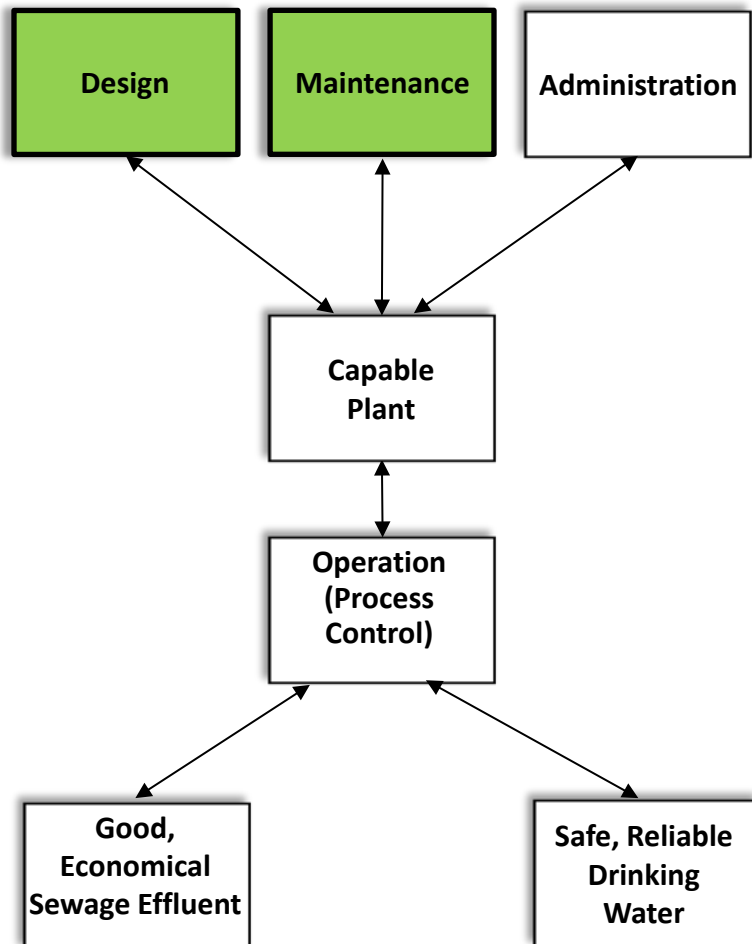 Design
Maintenance
Administration
Capable
Plant
Operation
(Process
Control)
Good,
Economical
Sewage Effluent
Safe, Reliable
Drinking
Water